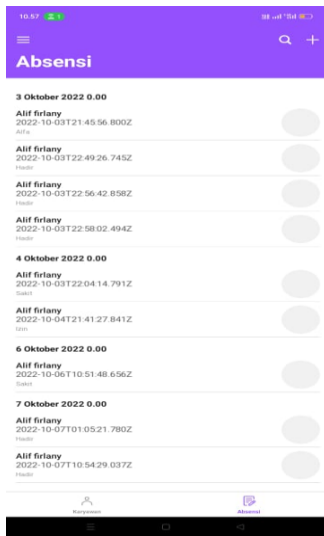 10.57
Absensi
3 Oktober 2022 0.00
Alif firlany
2022-10-03T21:45:56.800Z
Alfa
Alif firlany
2022-10-03T22:49:26.745Z
Hadir
Alif firlany
2022-10-03T22:56:42.858Z
Hadir
Alif firlany
2022-10-03T22:58:02.494Z
Hadir
4 Oktober 2022 0.00
Alif firlany
2022-10-03T22:04:14.791Z
Sakit
Alif firlany
2022-10-04T21:41:27.841Z
Izin
6 Oktober 2022 0.00
Alif firlany
2022-10-06T10:51:48.656Z
Sakit
7 Oktober 2022 0.00
Alif firlany
2022-10-07T01:05:21.780Z
Hadir
Alif firlany
2022-10-07T10:54:29.037Z
Hadir
Karyawan Absensi